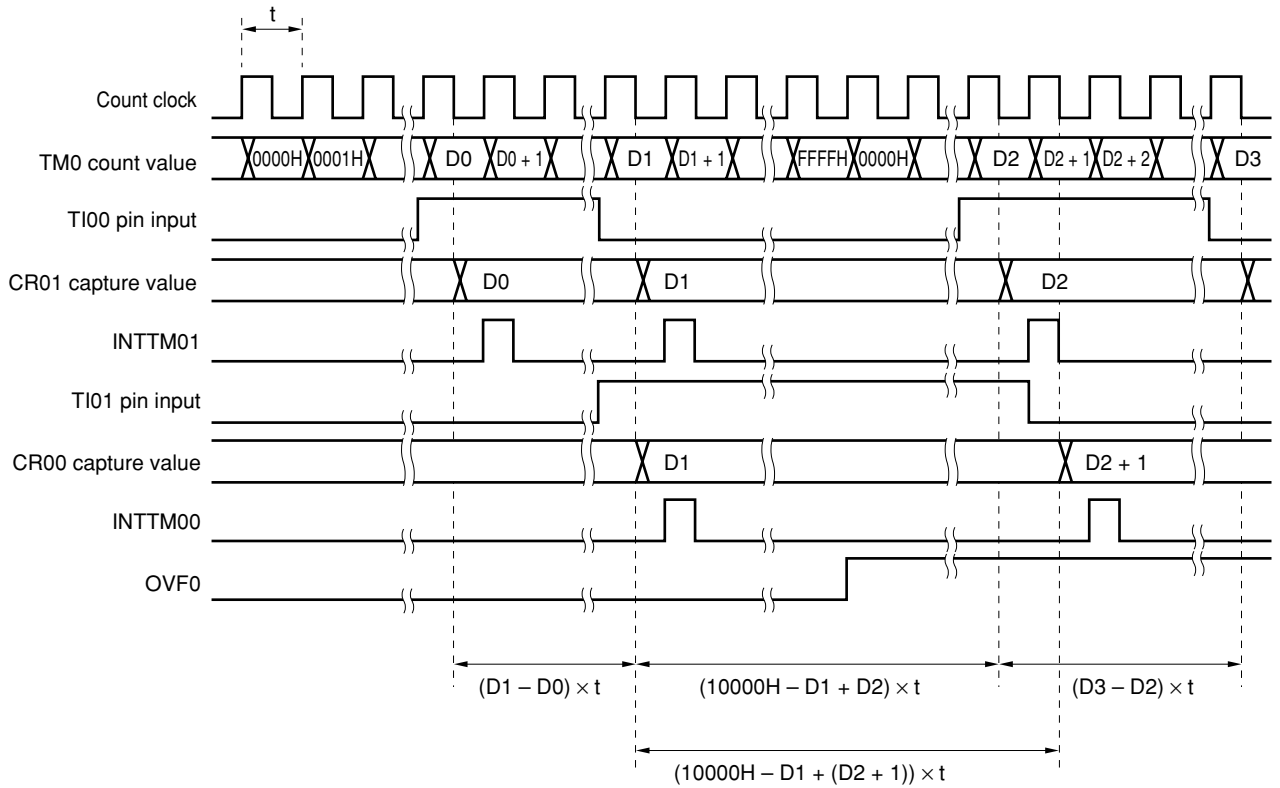 t
Count clock
TM0 count value 0000H 0001H D0 D0 + 1 D1 D1 + 1 FFFFH 0000H D2 D2 + 1 D2 + 2 D3
TI00 pin input
CR01 capture value D0 D1 D2
INTTM01
TI01 pin input
CR00 capture value D1 D2 + 1
INTTM00
OVF0
(D1 – D0) × t (10000H – D1 + D2) × t (D3 – D2) × t
(10000H – D1 + (D2 + 1)) × t